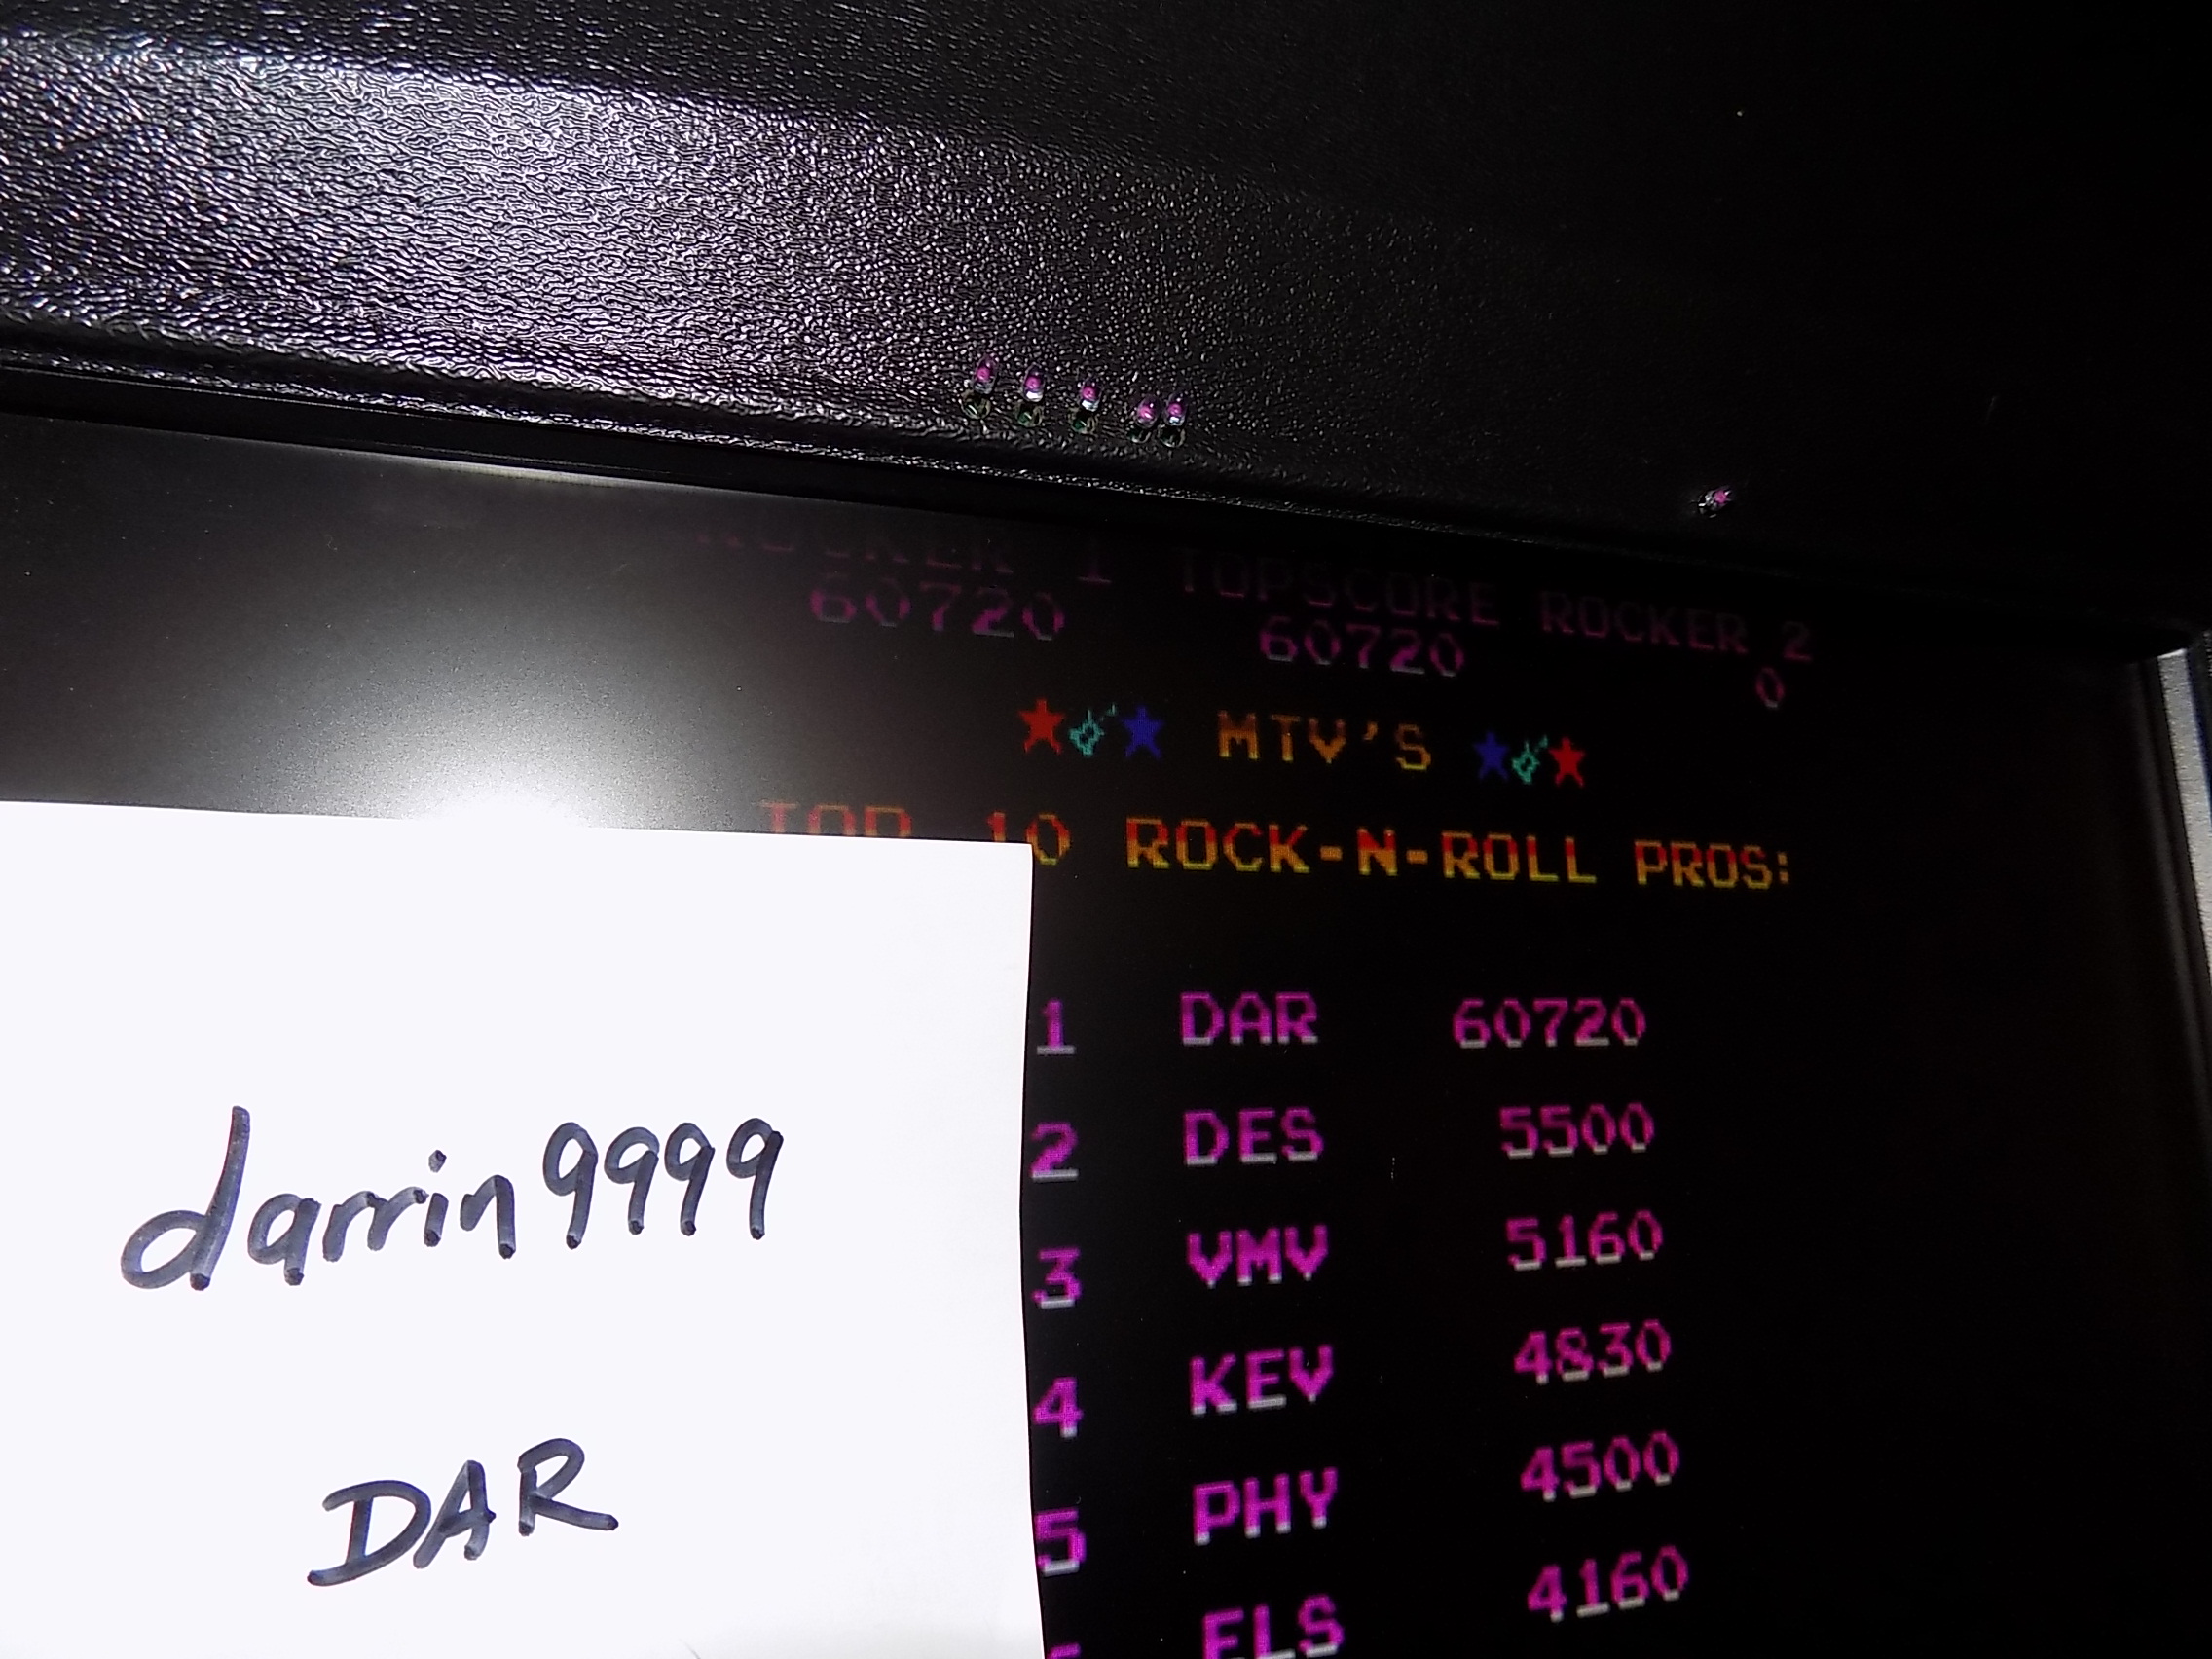 ROCKER 1 TOPSCORE ROCKER 2
60720 60720 0
MTV'S
TOP 10 ROCK-N-ROLL PROS:
1 DAR 60720
2 DES 5500
3 VMV 5160
4 KEV 4830
5 PHY 4500
ELS 4160
darrin9999
DAR